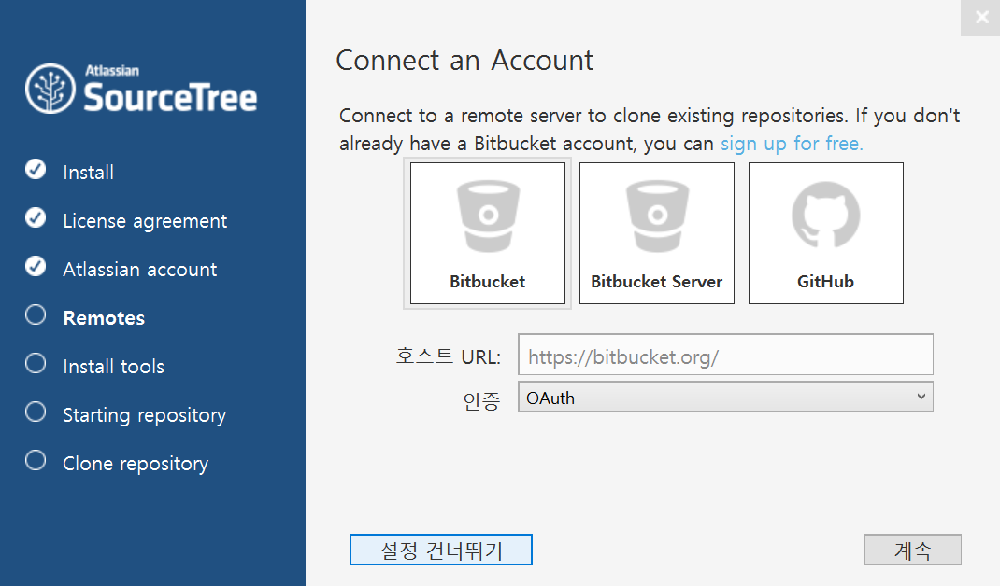 Atlassian
SourceTree
Install
License agreement
Atlassian account
Remotes
Install tools
Starting repository
Clone repository
Connect an Account
Connect to a remote server to clone existing repositories. If you don't
already have a Bitbucket account, you can sign up for free.
Bitbucket
Bitbucket Server
GitHub
호스트 URL:
https://bitbucket.org/
인증
OAuth
설정 건너뛰기
계속